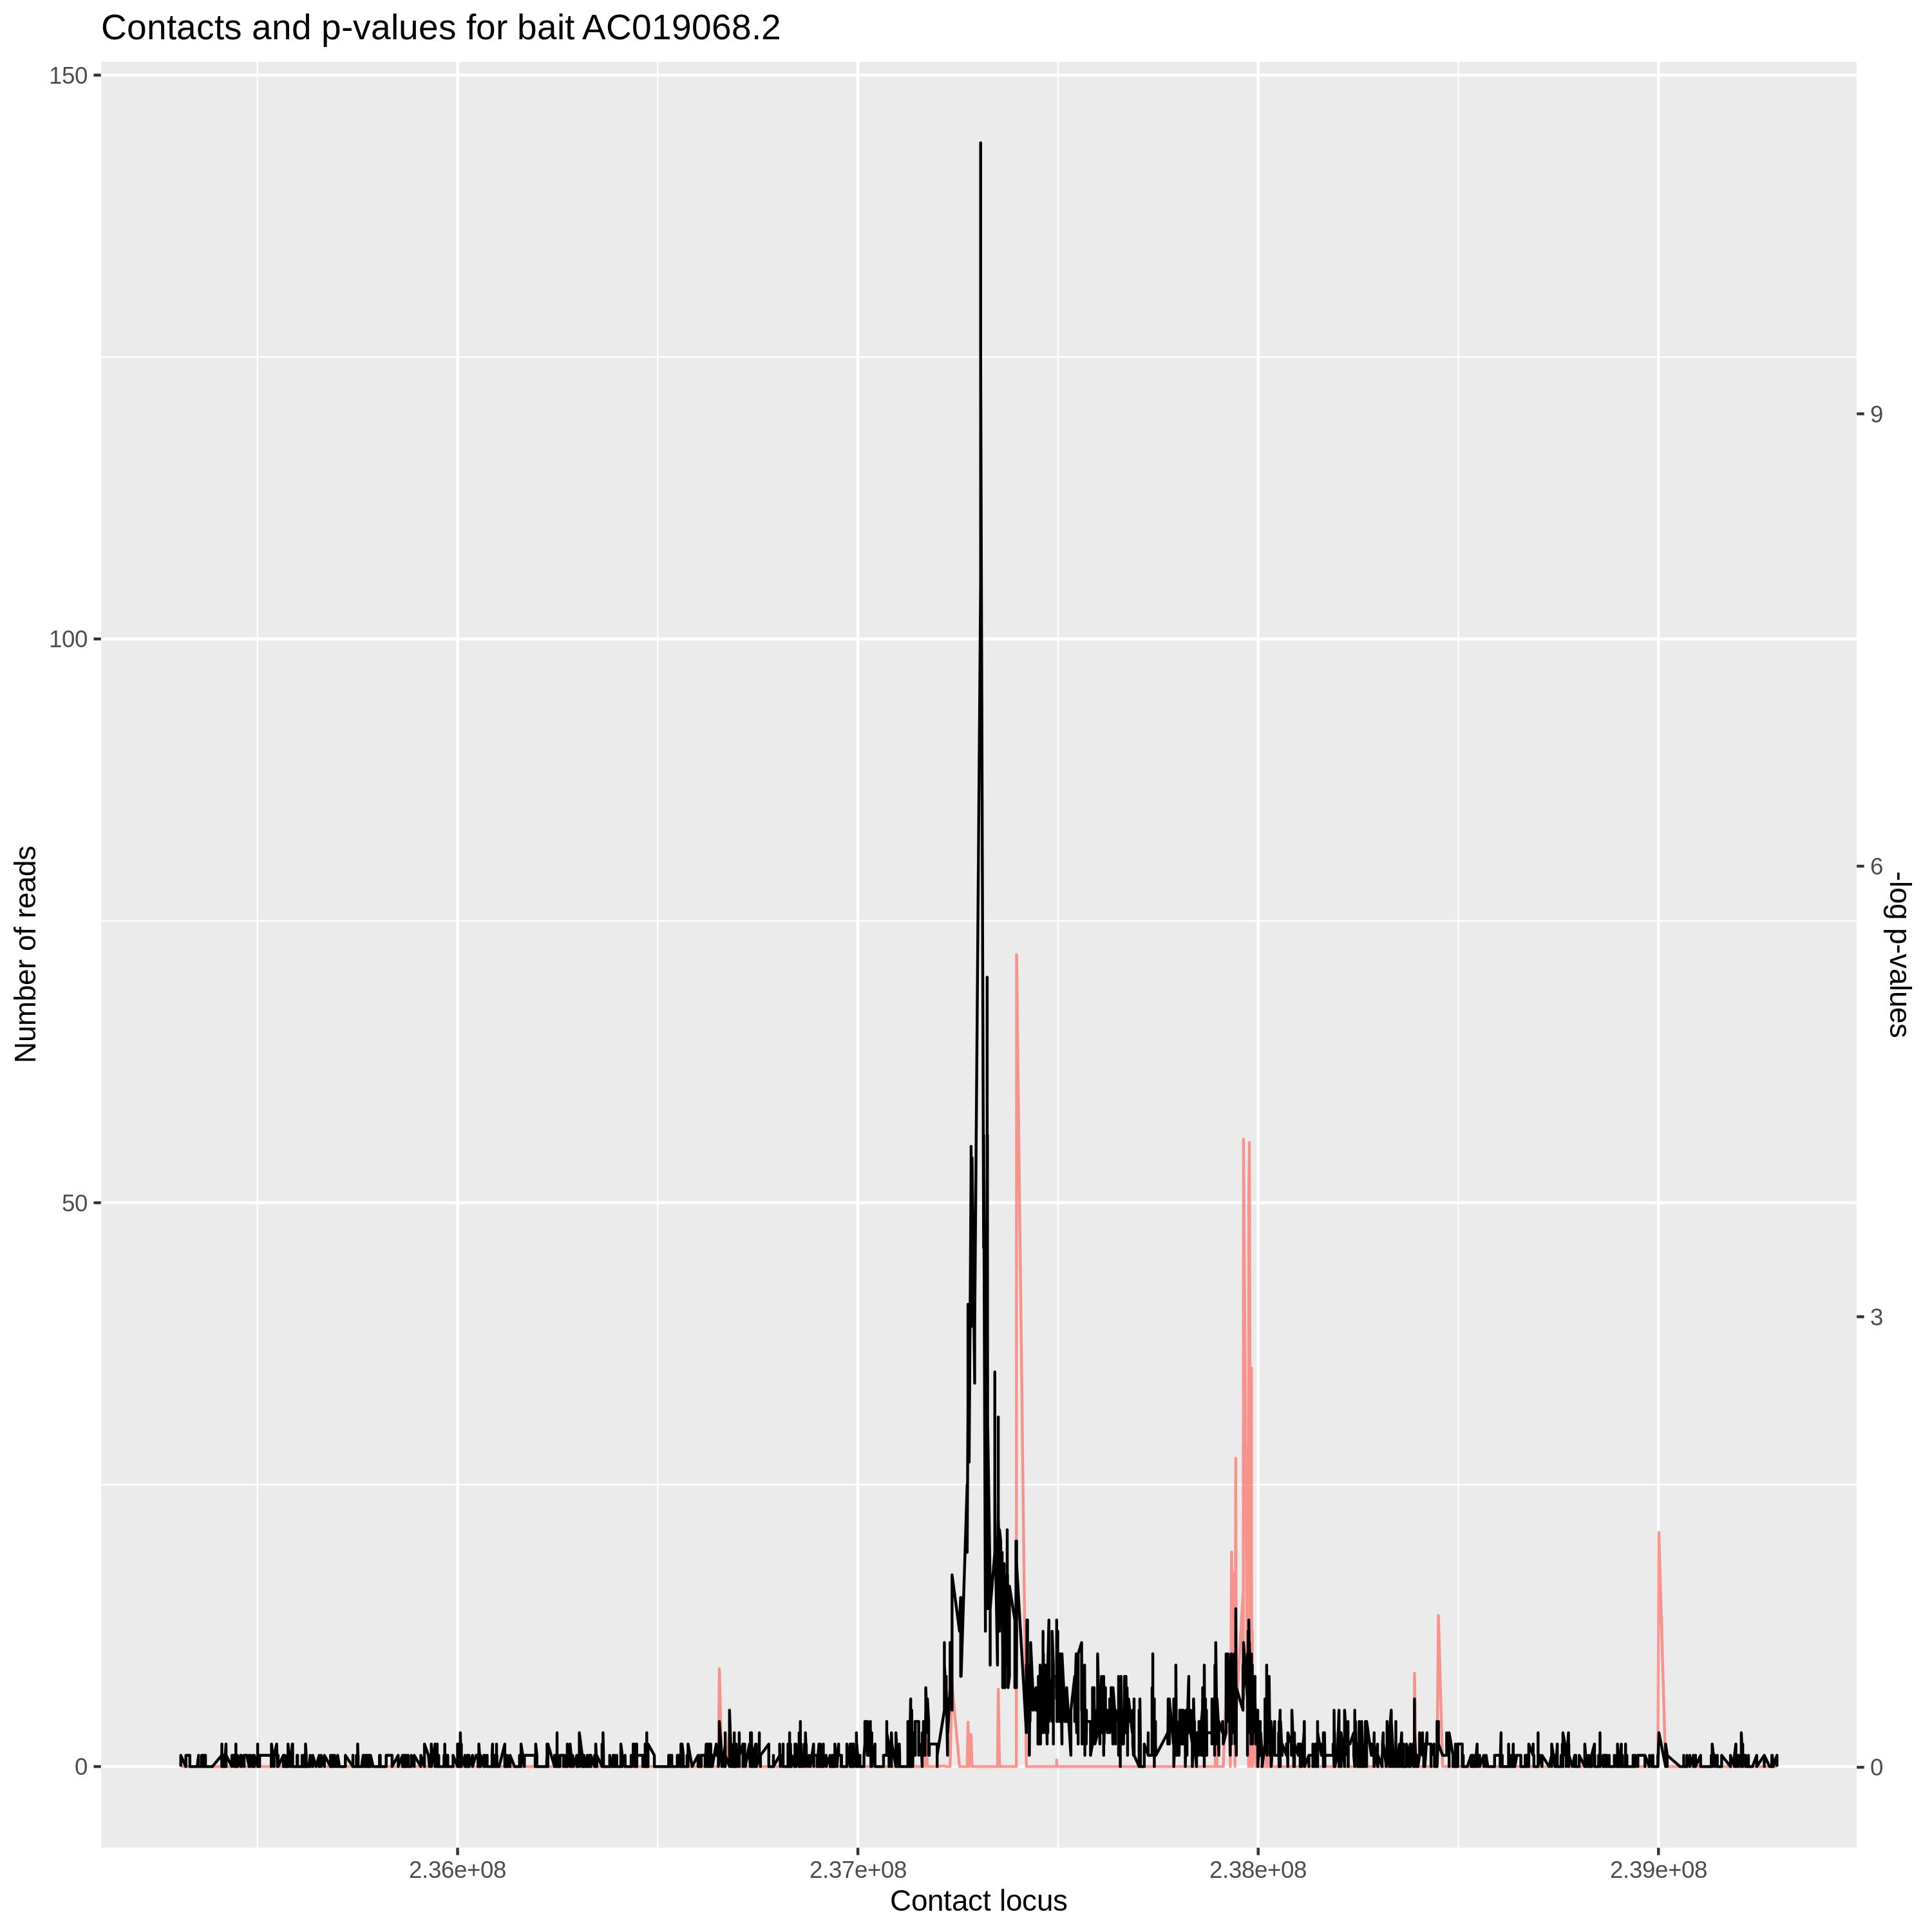 Contacts and p-values for bait AC019068.2
150
100
50
0
Number of reads
9
6
3
0
-log p-values
2.36e+08
2.37e+08
2.38e+08
2.39e+08
Contact locus